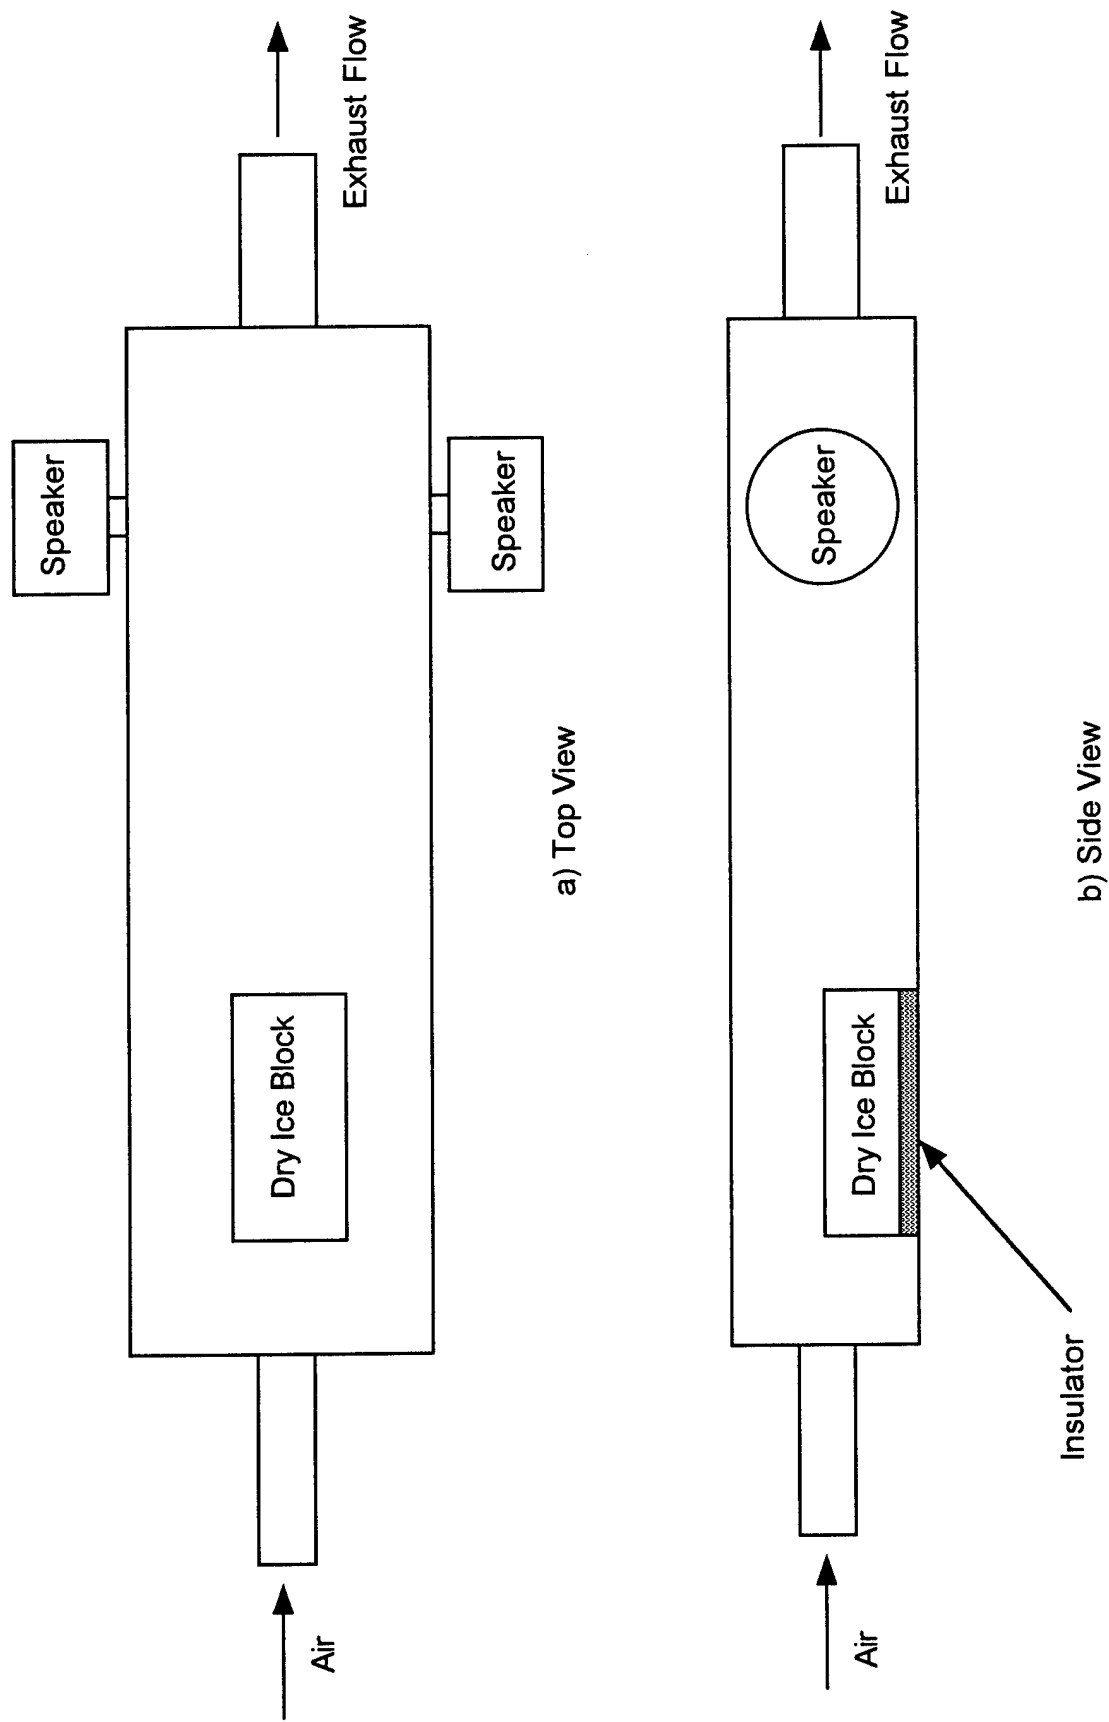 Speaker
Exhaust Flow
Dry Ice Block
Air
Speaker
a) Top View
Speaker
Exhaust Flow
Dry Ice Block
Air
Insulator
b) Side View